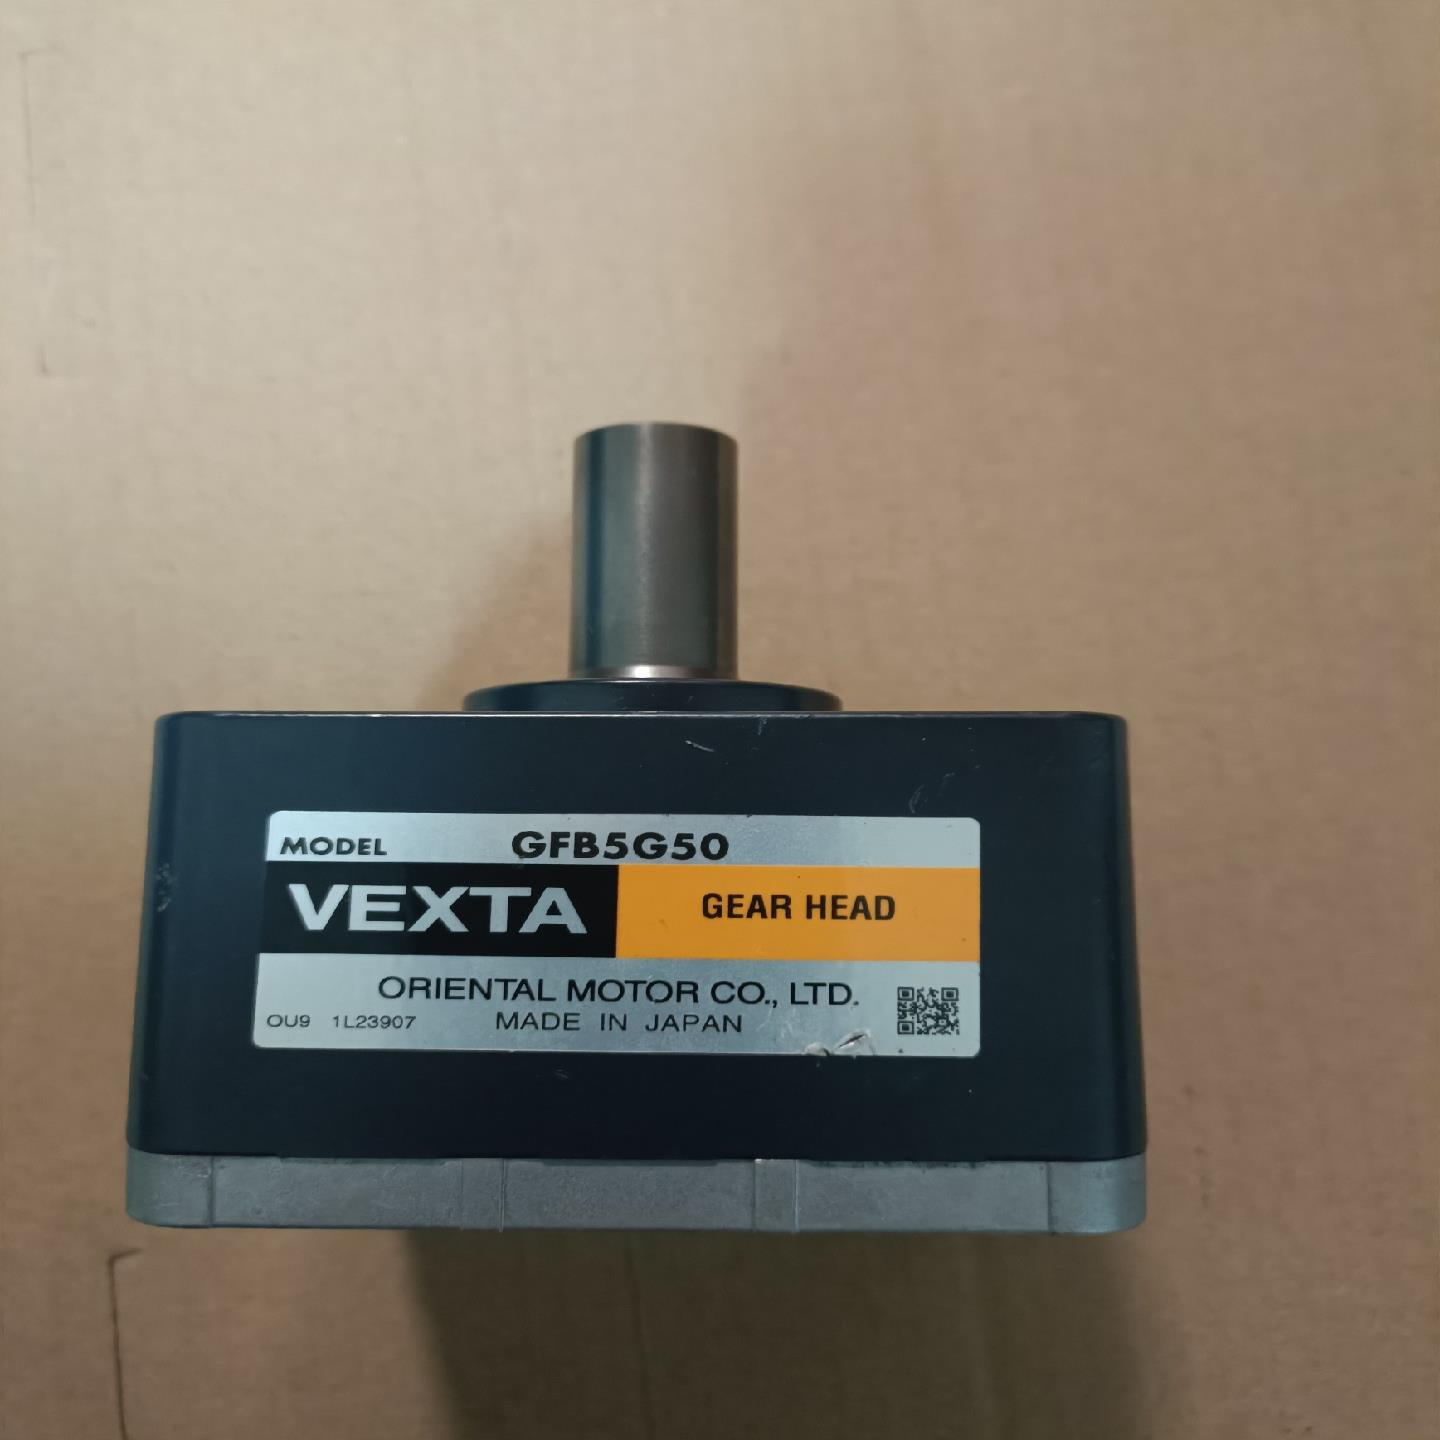 MODEL GFB5G50
VEXTA GEAR HEAD
ORIENTAL MOTOR CO., LTD.
OU9 1L23907 MADE IN JAPAN